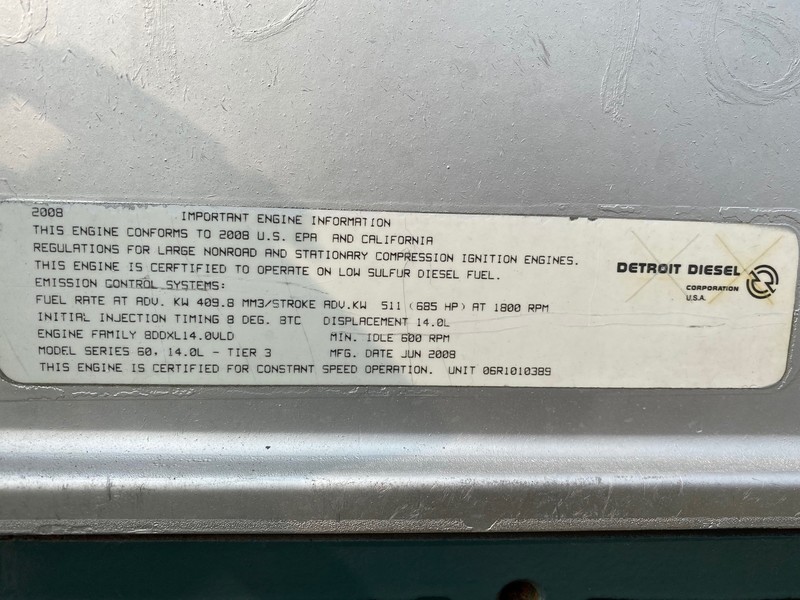 2008 IMPORTANT ENGINE INFORMATION
THIS ENGINE CONFORMS TO 2008 U.S. EPA AND CALIFORNIA
REGULATIONS FOR LARGE NONROAD AND STATIONARY COMPRESSION IGNITION ENGINES.
THIS ENGINE IS CERFTIFIED TO OPERATE ON LOW SULFUR DIESEL FUEL.
EMISSION CONTROL SYSTEMS:
FUEL RATE AT ADV. KW 409.8 MM3/STROKE ADV.KW 511 (685 HP) AT 1800 RPM
INITIAL INJECTION TIMING 8 DEG. BTC DISPLACEMENT 14.0L
ENGINE FAMILY 8DDXL14.0VLD MIN. IDLE 600 RPM
MODEL SERIES 60, 14.0L - TIER 3 MFG. DATE JUN 2008
THIS ENGINE IS CERTIFIED FOR CONSTANT SPEED OPERATION. UNIT 06R1010389
DETROIT DIESEL
CORPORATION
U.S.A.